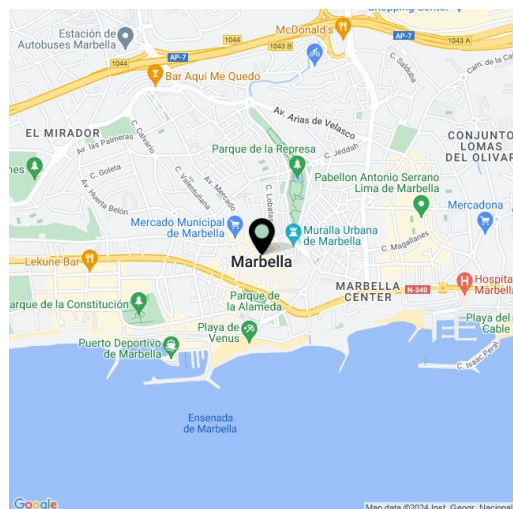 Shopping Center
Estación de
Autobuses Marbella
McDonald's
1044
1043 B
1043 A
AP-7
AP-7
1044
Bar Aquí Me Quedo
C. Salduba
Cam. de la Ca
Av. Arias de Velasco
EL MIRADOR
C. Calvario
Av. las Palmeras
Parque de la Represa
C. Jeddah
CONJUNTO
LOMAS
DEL OLIVAR
nes
C. Goleta
C. Valentuñana
Av. Mercado
C. Lobatas
Pabellon Antonio Serrano
Lima de Marbella
Av. Huerta Belón
Mercado Municipal
de Marbella
Muralla Urbana
de Marbella
Mercadona
C. Magallanes
Lekune Bar
Marbella
MARBELLA
CENTER
N-340
Hospital
Marbella
Parque de la Constitución
Parque de
la Alameda
Playa de
Venus
Playa del
Cable
Puerto Deportivo
de Marbella
C. Isaac Peral
Ensenada
de Marbella
Google
Map data ©2024 Inst. Geogr. Nacional